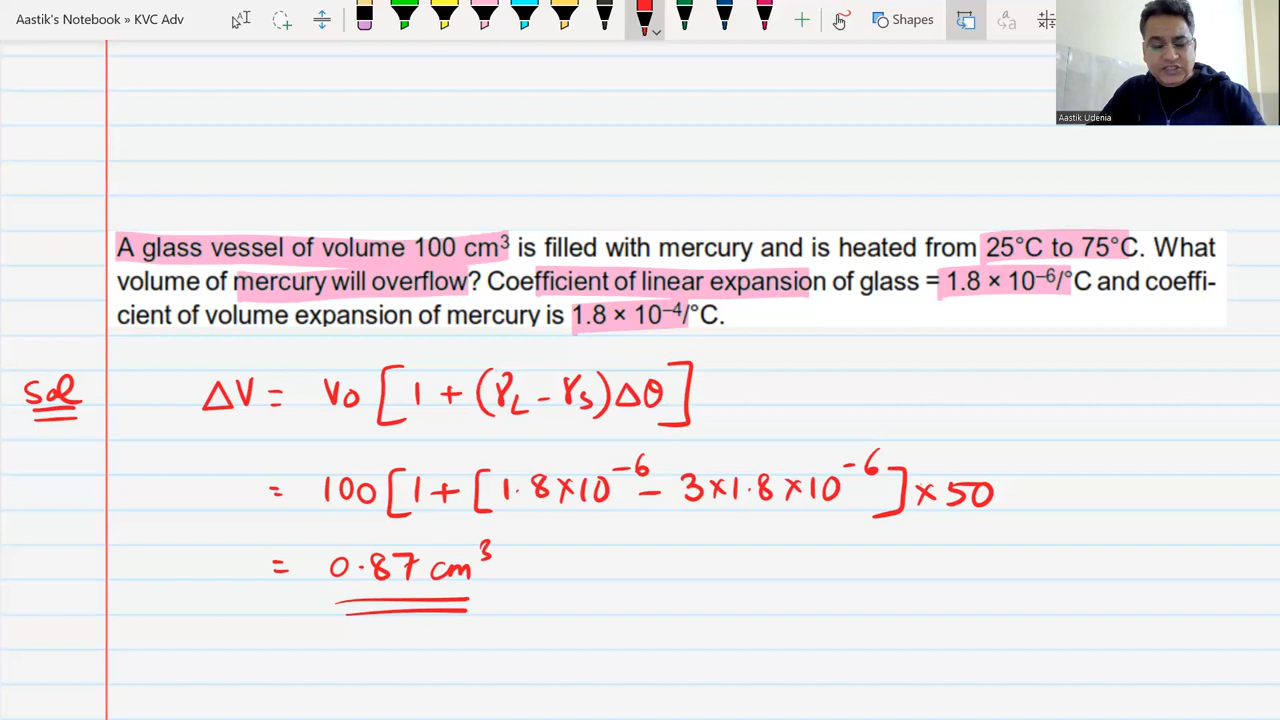 Aastik's Notebook » KVC Adv
Shapes
Aastik Udenia
A glass vessel of volume 100 cm³ is filled with mercury and is heated from 25°C to 75°C. What
volume of mercury will overflow? Coefficient of linear expansion of glass = 1.8 × 10⁻⁶/°C and coeffi-
cient of volume expansion of mercury is 1.8 × 10⁻⁴/°C.
Sol ΔV = V₀ [1 + (γ_L - γ_S)Δθ]
= 100 [1 + [1.8×10⁻⁶ - 3×1.8×10⁻⁶] × 50
= 0.87 cm³